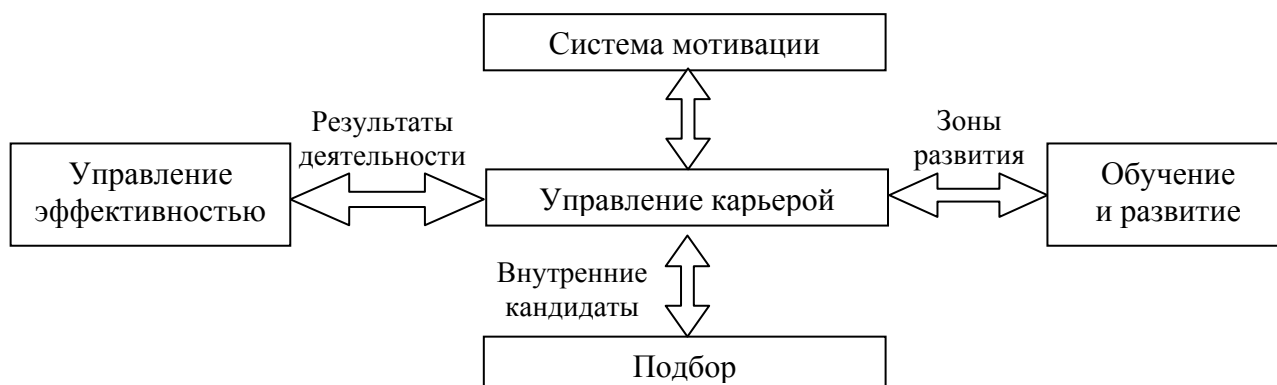 Система мотивации
Результаты
деятельности
Зоны
развития
Управление
эффективностью
Управление карьерой
Обучение
и развитие
Внутренние
кандидаты
Подбор